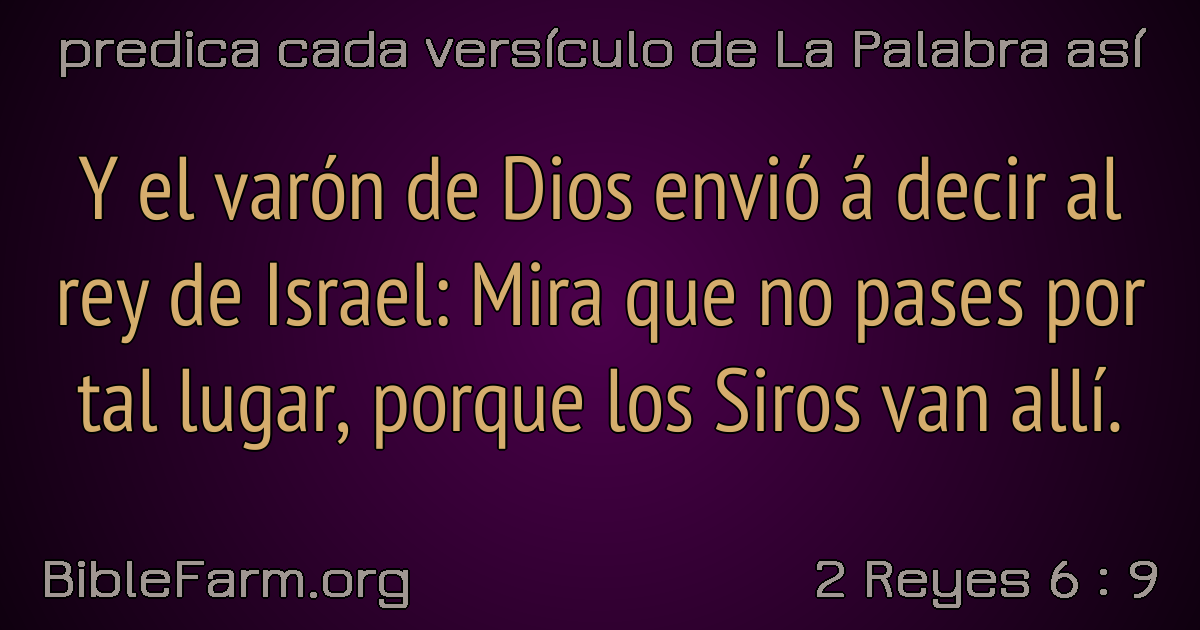 predica cada versículo de La Palabra así
Y el varón de Dios envió á decir al
rey de Israel: Mira que no pases por
tal lugar, porque los Siros van allí.
BibleFarm.org
2 Reyes 6 : 9